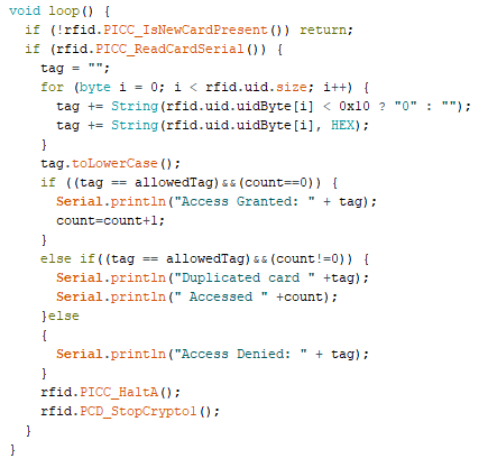 void loop() {
  if (!rfid.PICC_IsNewCardPresent()) return;
  if (rfid.PICC_ReadCardSerial()) {
    tag = "";
    for (byte i = 0; i < rfid.uid.size; i++) {
      tag += String(rfid.uid.uidByte[i] < 0x10 ? "0" : "");
      tag += String(rfid.uid.uidByte[i], HEX);
    }
    tag.toLowerCase();
    if ((tag == allowedTag)&&(count==0)) {
      Serial.println("Access Granted: " + tag);
      count=count+1;
    }
    else if((tag == allowedTag)&&(count!=0)) {
      Serial.println("Duplicated card " +tag);
      Serial.println(" Accessed " +count);
    }else
    {
      Serial.println("Access Denied: " + tag);
    }
    rfid.PICC_HaltA();
    rfid.PCD_StopCrypto1();
  }
}